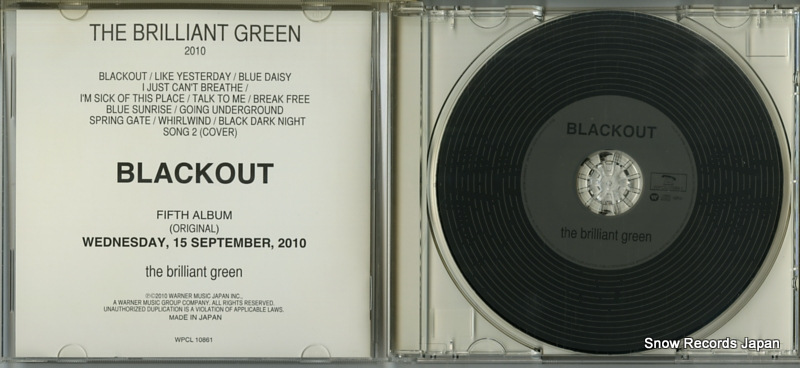 THE BRILLIANT GREEN
2010
BLACKOUT / LIKE YESTERDAY / BLUE DAISY
I JUST CAN'T BREATHE /
I'M SICK OF THIS PLACE / TALK TO ME / BREAK FREE
BLUE SUNRISE / GOING UNDERGROUND
SPRING GATE / WHIRLWIND / BLACK DARK NIGHT
SONG 2 (COVER)
BLACKOUT
FIFTH ALBUM
(ORIGINAL)
WEDNESDAY, 15 SEPTEMBER, 2010
the brilliant green
℗©2010 WARNER MUSIC JAPAN INC.,
A WARNER MUSIC GROUP COMPANY. ALL RIGHTS RESERVED.
UNAUTHORIZED DUPLICATION IS A VIOLATION OF APPLICABLE LAWS.
MADE IN JAPAN
WPCL 10861
BLACKOUT
the brilliant green
Snow Records Japan